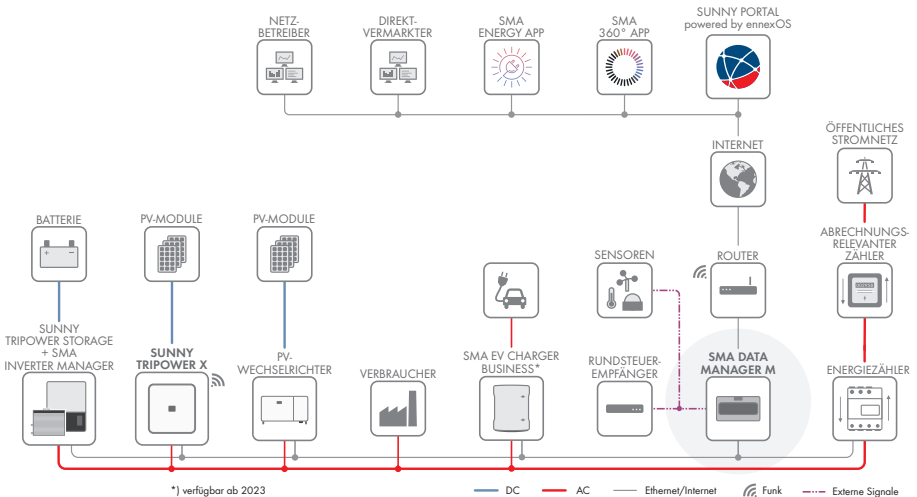 NETZ-
BETREIBER
DIREKT-
VERMARKTER
SMA
ENERGY APP
SMA
360° APP
SUNNY PORTAL
powered by ennexOS
INTERNET
ÖFFENTLICHES
STROMNETZ
BATTERIE
PV-MODULE
PV-MODULE
SENSOREN
ROUTER
ABRECHNUNGS-
RELEVANTER
ZÄHLER
SUNNY
TRIPOWER STORAGE
+ SMA
INVERTER MANAGER
SUNNY
TRIPOWER X
PV-
WECHSELRICHTER
VERBRAUCHER
SMA EV CHARGER
BUSINESS*
RUNDSTEUER-
EMPFÄNGER
SMA DATA
MANAGER M
ENERGIEZÄHLER
*) verfügbar ab 2023
DC
AC
Ethernet/Internet
Funk
Externe Signale